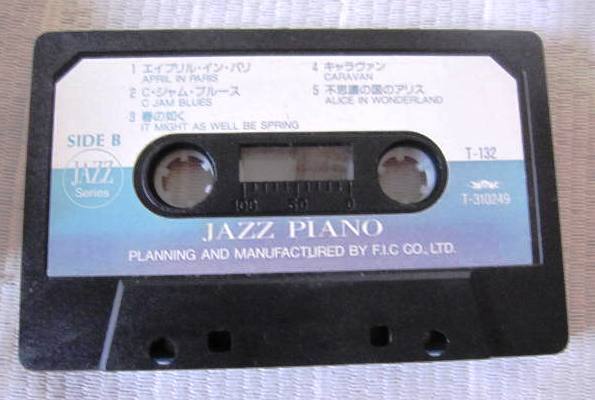 1 エイプリル・イン・パリ
APRIL IN PARIS
2 C・ジャム・ブルース
C JAM BLUES
3 春の如く
IT MIGHT AS WELL BE SPRING
4 キャラヴァン
CARAVAN
5 不思議の国のアリス
ALICE IN WONDERLAND
SIDE B
JAZZ
Series
T-132
T-310249
100 50 0
JAZZ PIANO
PLANNING AND MANUFACTURED BY F.I.C CO., LTD.